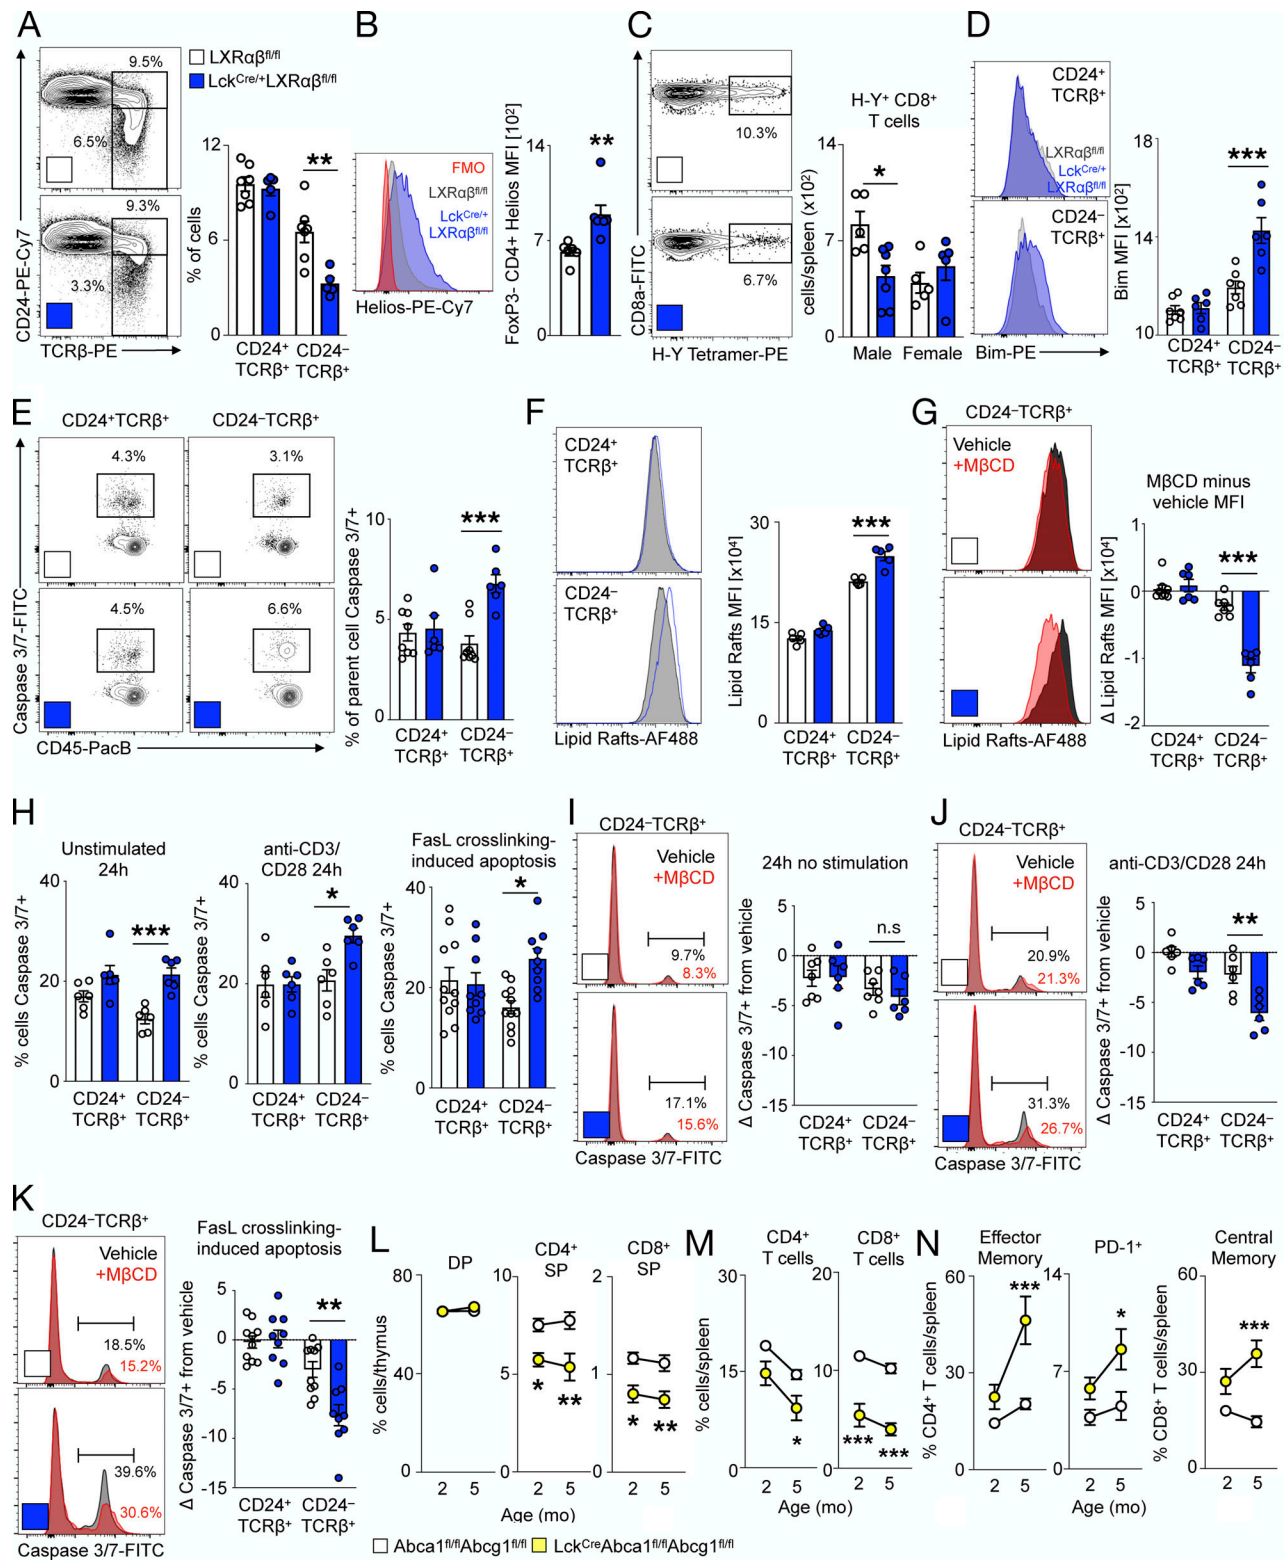 A
9.5%
6.5%
9.3%
3.3%
CD24-PE-Cy7
TCRβ-PE
LXRαβfl/fl
LckCre/+LXRαβfl/fl
% of cells
12
6
0
**
CD24+
TCRβ+
CD24–
TCRβ+
B
FMO
LXRαβfl/fl
LckCre/+
LXRαβfl/fl
Helios-PE-Cy7
FoxP3- CD4+ Helios MFI [10²]
14
7
0
**
C
10.3%
6.7%
CD8a-FITC
H-Y Tetramer-PE
H-Y+ CD8+
T cells
cells/spleen (x10²)
14
7
0
*
Male
Female
D
CD24+
TCRβ+
LXRαβfl/fl
LckCre/+
LXRαβfl/fl
CD24–
TCRβ+
Bim-PE
Bim MFI [x10²]
18
14
10
***
CD24+
TCRβ+
CD24–
TCRβ+
E
CD24+TCRβ+
CD24–TCRβ+
4.3%
3.1%
4.5%
6.6%
Caspase 3/7-FITC
CD45-PacB
% of parent cell Caspase 3/7+
10
5
0
***
CD24+
TCRβ+
CD24–
TCRβ+
F
CD24+
TCRβ+
CD24–
TCRβ+
Lipid Rafts-AF488
Lipid Rafts MFI [x10⁴]
30
15
0
***
CD24+
TCRβ+
CD24–
TCRβ+
G
CD24–TCRβ+
Vehicle
+MβCD
Lipid Rafts-AF488
MβCD minus
vehicle MFI
Δ Lipid Rafts MFI [x10⁴]
1
0
-1
-2
***
CD24+
TCRβ+
CD24–
TCRβ+
H
Unstimulated
24h
% cells Caspase 3/7+
40
20
0
***
CD24+
TCRβ+
CD24–
TCRβ+
anti-CD3/
CD28 24h
% cells Caspase 3/7+
40
20
0
*
CD24+
TCRβ+
CD24–
TCRβ+
FasL crosslinking-
induced apoptosis
% cells Caspase 3/7+
40
20
0
*
CD24+
TCRβ+
CD24–
TCRβ+
I
CD24–TCRβ+
Vehicle
+MβCD
9.7%
8.3%
17.1%
15.6%
Caspase 3/7-FITC
24h no stimulation
Δ Caspase 3/7+ from vehicle
5
0
-5
-10
-15
n.s
CD24+
TCRβ+
CD24–
TCRβ+
J
CD24–TCRβ+
Vehicle
+MβCD
20.9%
21.3%
31.3%
26.7%
Caspase 3/7-FITC
anti-CD3/CD28 24h
Δ Caspase 3/7+ from vehicle
5
0
-5
-10
-15
**
CD24+
TCRβ+
CD24–
TCRβ+
K
CD24–TCRβ+
Vehicle
+MβCD
18.5%
15.2%
39.6%
30.6%
Caspase 3/7-FITC
FasL crosslinking-
induced apoptosis
Δ Caspase 3/7+ from vehicle
5
0
-5
-10
-15
**
CD24+
TCRβ+
CD24–
TCRβ+
L
DP
% cells/thymus
80
40
0
2 5
CD4+
SP
10
5
0
* **
2 5
CD8+
SP
2
1
0
* **
2 5
Age (mo)
M
CD4+
T cells
% cells/spleen
30
15
0
*
2 5
CD8+
T cells
20
10
0
*** ***
2 5
Age (mo)
N
Effector
Memory
% CD4+ T cells/spleen
60
30
0
***
2 5
PD-1+
14
7
0
*
2 5
Age (mo)
Central
Memory
% CD8+ T cells/spleen
60
30
0
***
2 5
Abca1fl/flAbcg1fl/fl
LckCreAbca1fl/flAbcg1fl/fl